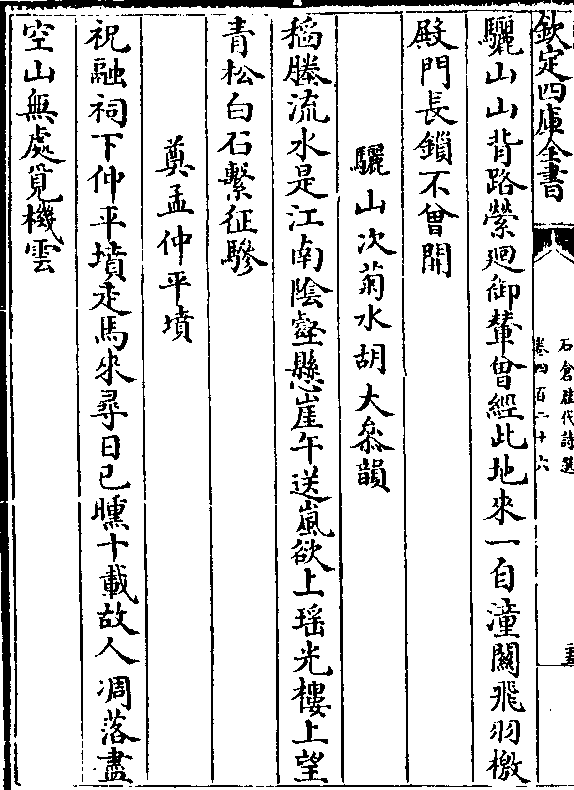 欽定四庫全書
石倉歷代詩選
卷四百二十六
驪山山背路縈廻御輦曾經此地來一自潼關飛羽檄
殿門長鎖不曾開
驪山次菊水胡大叅韻
稻塍流水是江南陰壑懸崖午送嵐欲上瑤光樓上望
青松白石繫征驂
奠孟仲平墳
祝融祠下仲平墳走馬來尋日已曛十載故人凋落盡
空山無處覓機雲